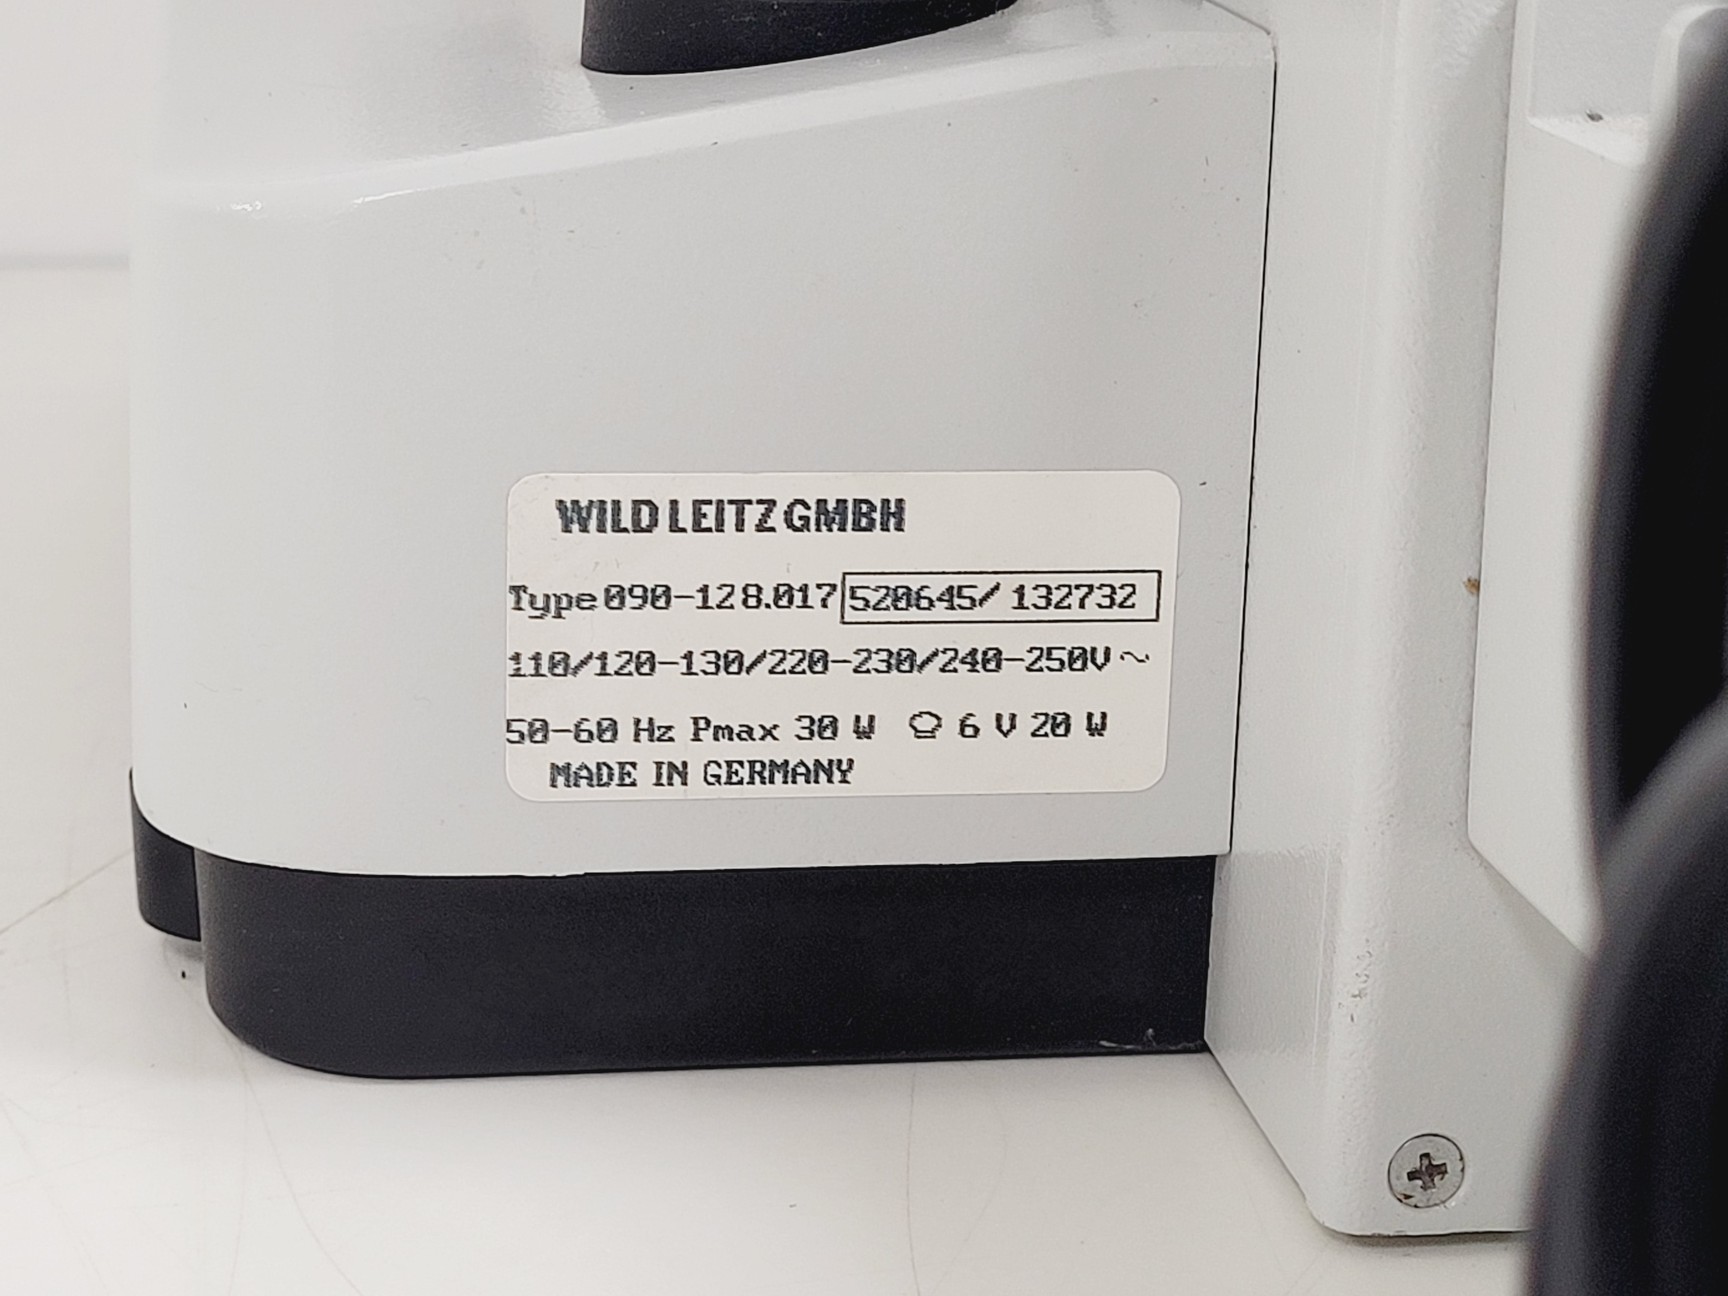 WILD LEITZ GMBH
Type 090-128.017 520645/ 132732
110/120-130/220-230/240-250V ~
50-60 Hz Pmax 30 W 6 V 20 W
MADE IN GERMANY